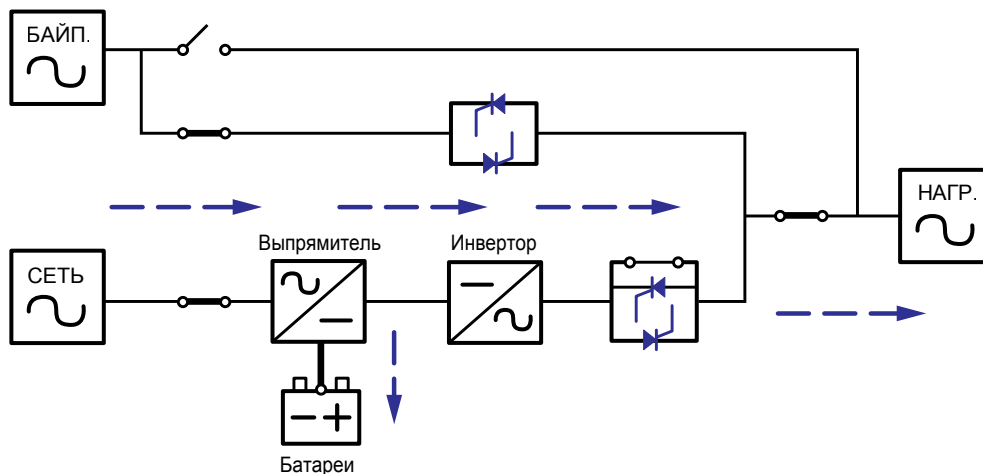 БАЙП.
НАГР.
Выпрямитель
Инвертор
СЕТЬ
Батареи